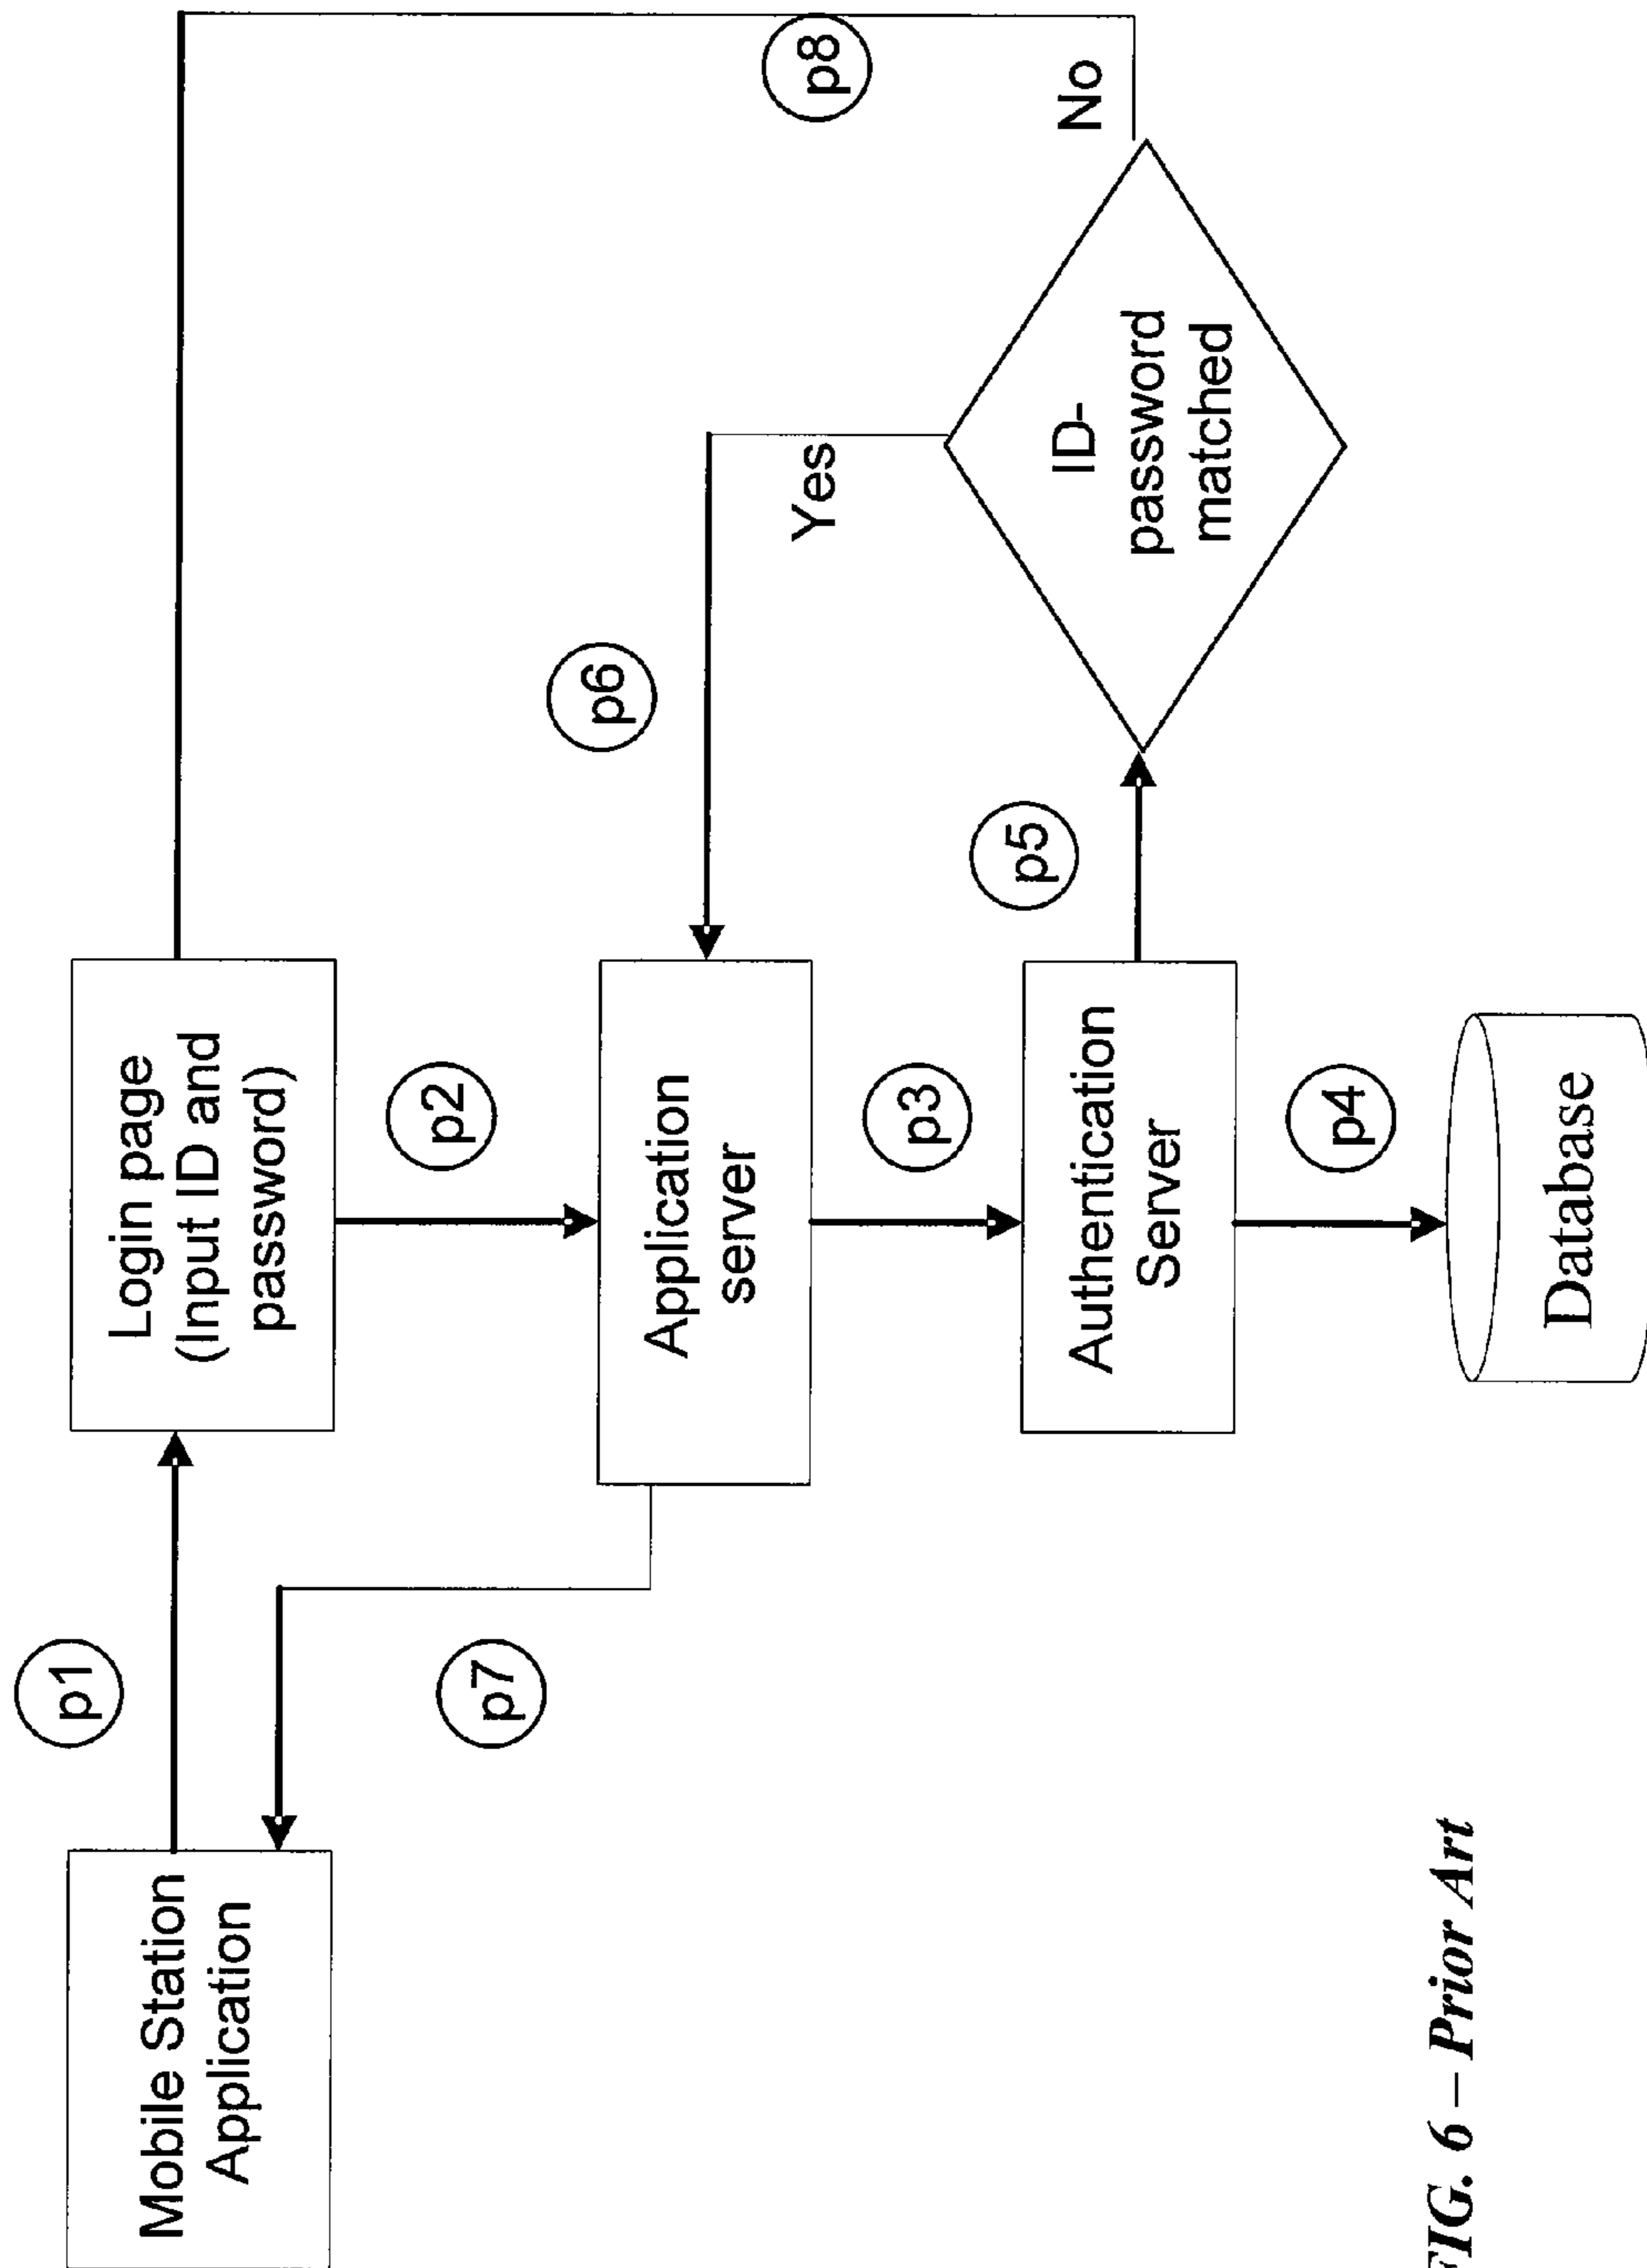 p1
Mobile Station
Application
Login page
(Input ID and
password)
p7
p2
Application
server
p6
p8
Yes
No
p3
p5
Authentication
Server
ID-
password
matched
p4
Database
FIG. 6 – Prior Art